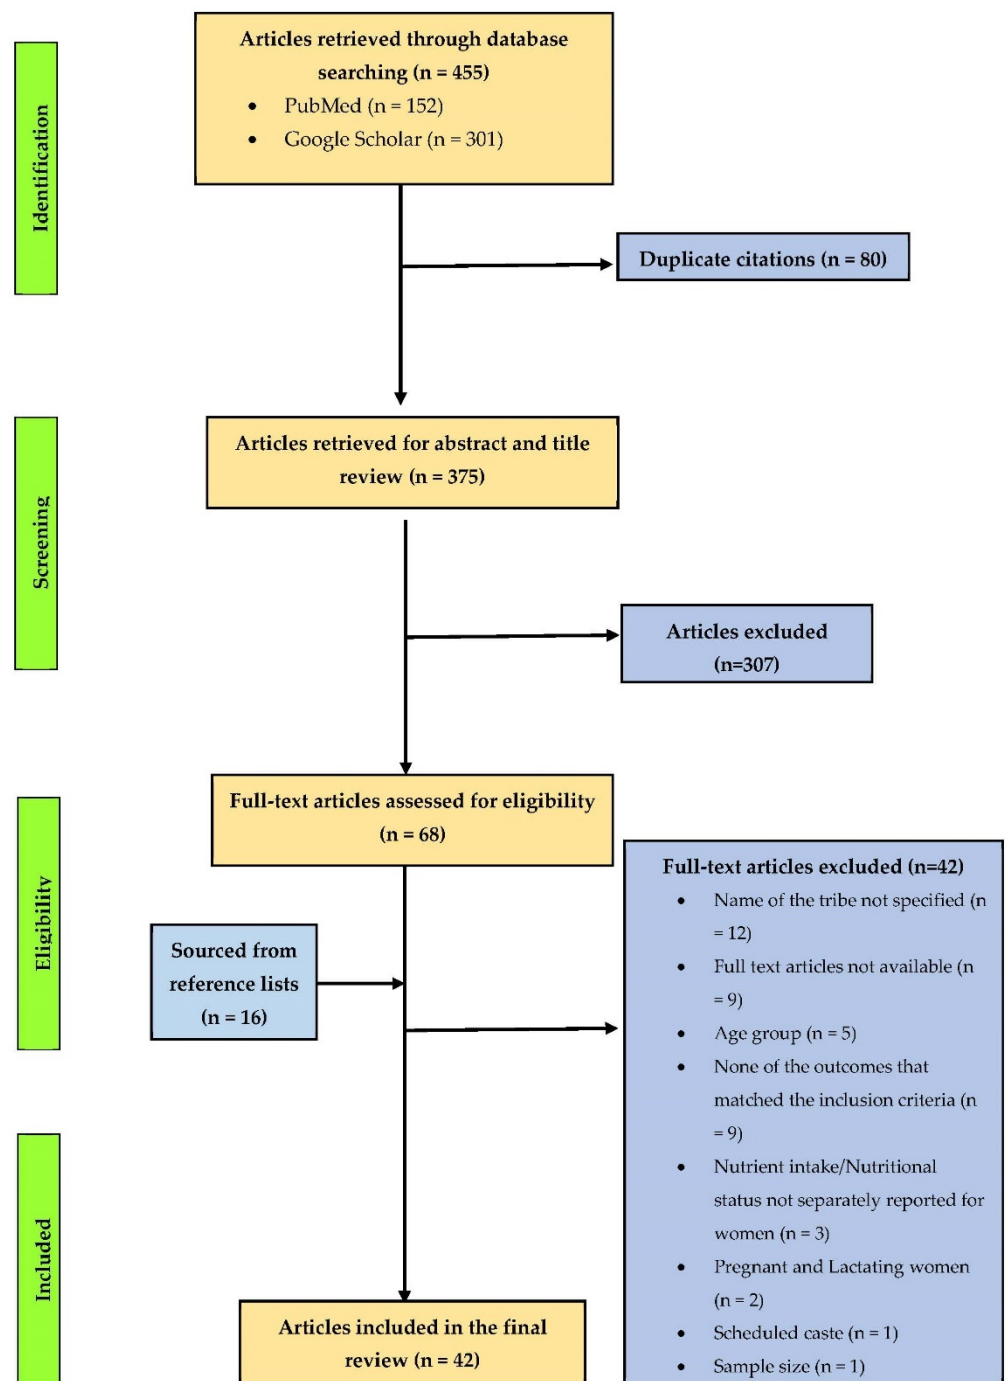 Identification
Articles retrieved through database
searching (n = 455)
• PubMed (n = 152)
• Google Scholar (n = 301)
Duplicate citations (n = 80)
Screening
Articles retrieved for abstract and title
review (n = 375)
Articles excluded
(n=307)
Eligibility
Full-text articles assessed for eligibility
(n = 68)
Sourced from
reference lists
(n = 16)
Full-text articles excluded (n=42)
• Name of the tribe not specified (n
= 12)
• Full text articles not available (n
= 9)
• Age group (n = 5)
• None of the outcomes that
matched the inclusion criteria (n
= 9)
• Nutrient intake/Nutritional
status not separately reported for
women (n = 3)
• Pregnant and Lactating women
(n = 2)
• Scheduled caste (n = 1)
• Sample size (n = 1)
Included
Articles included in the final
review (n = 42)